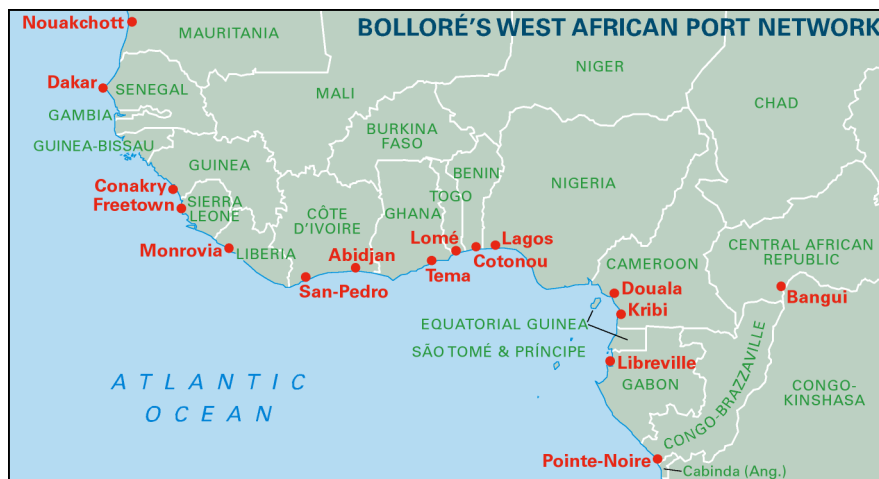 BOLLORÉ'S WEST AFRICAN PORT NETWORK
Nouakchott
MAURITANIA
NIGER
Dakar
SENEGAL
MALI
CHAD
GAMBIA
BURKINA
FASO
GUINEA-BISSAU
GUINEA
BENIN
NIGERIA
Conakry
TOGO
Freetown
SIERRA
LEONE
CÔTE
D'IVOIRE
GHANA
Monrovia
LIBERIA
Abidjan
Lomé
Lagos
Cotonou
Tema
San-Pedro
CENTRAL AFRICAN
REPUBLIC
CAMEROON
Douala
Bangui
Kribi
EQUATORIAL GUINEA
SÃO TOMÉ & PRÍNCIPE
Libreville
GABON
CONGO-BRAZZAVILLE
CONGO-
KINSHASA
ATLANTIC
OCEAN
Pointe-Noire
Cabinda (Ang.)